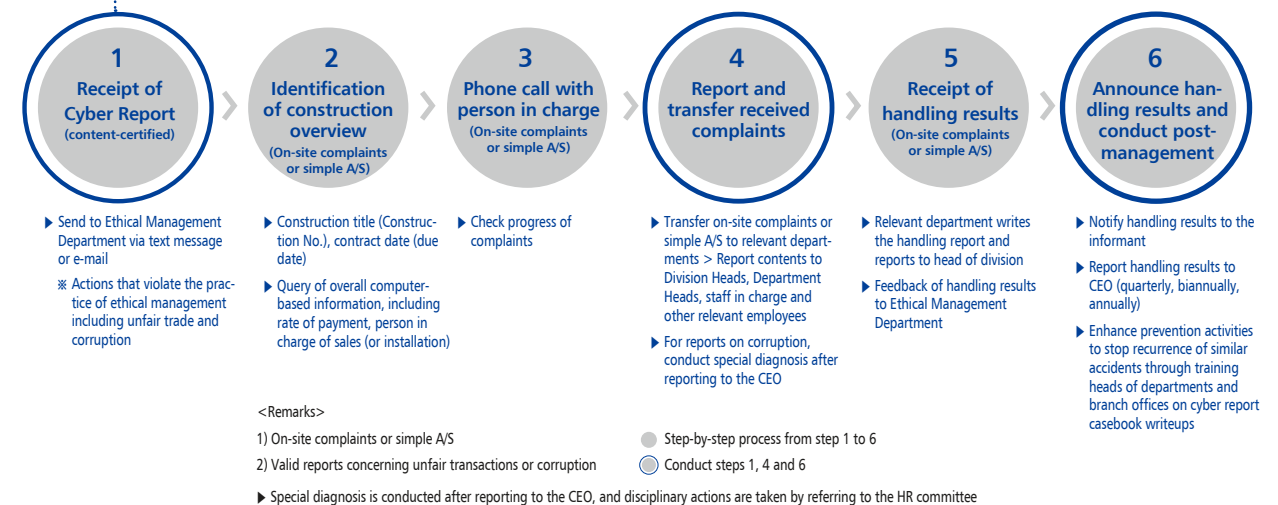 1
Receipt of
Cyber Report
(content-certified)
2
Identification
of construction
overview
(On-site complaints
or simple A/S)
3
Phone call with
person in charge
(On-site complaints
or simple A/S)
4
Report and
transfer received
complaints
5
Receipt of
handling results
(On-site complaints
or simple A/S)
6
Announce han-
dling results and
conduct post-
management
▶ Send to Ethical Management
Department via text message
or e-mail
※ Actions that violate the prac-
tice of ethical management
including unfair trade and
corruption
▶ Construction title (Construc-
tion No.), contract date (due
date)
▶ Query of overall computer-
based information, including
rate of payment, person in
charge of sales (or installation)
▶ Check progress of
complaints
▶ Transfer on-site complaints or
simple A/S to relevant depart-
ments > Report contents to
Division Heads, Department
Heads, staff in charge and
other relevant employees
▶ For reports on corruption,
conduct special diagnosis after
reporting to the CEO
▶ Relevant department writes
the handling report and
reports to head of division
▶ Feedback of handling results
to Ethical Management
Department
▶ Notify handling results to the
informant
▶ Report handling results to
CEO (quarterly, biannually,
annually)
▶ Enhance prevention activities
to stop recurrence of similar
accidents through training
heads of departments and
branch offices on cyber report
casebook writeups
<Remarks>
1) On-site complaints or simple A/S
Step-by-step process from step 1 to 6
2) Valid reports concerning unfair transactions or corruption
Conduct steps 1, 4 and 6
▶ Special diagnosis is conducted after reporting to the CEO, and disciplinary actions are taken by referring to the HR committee